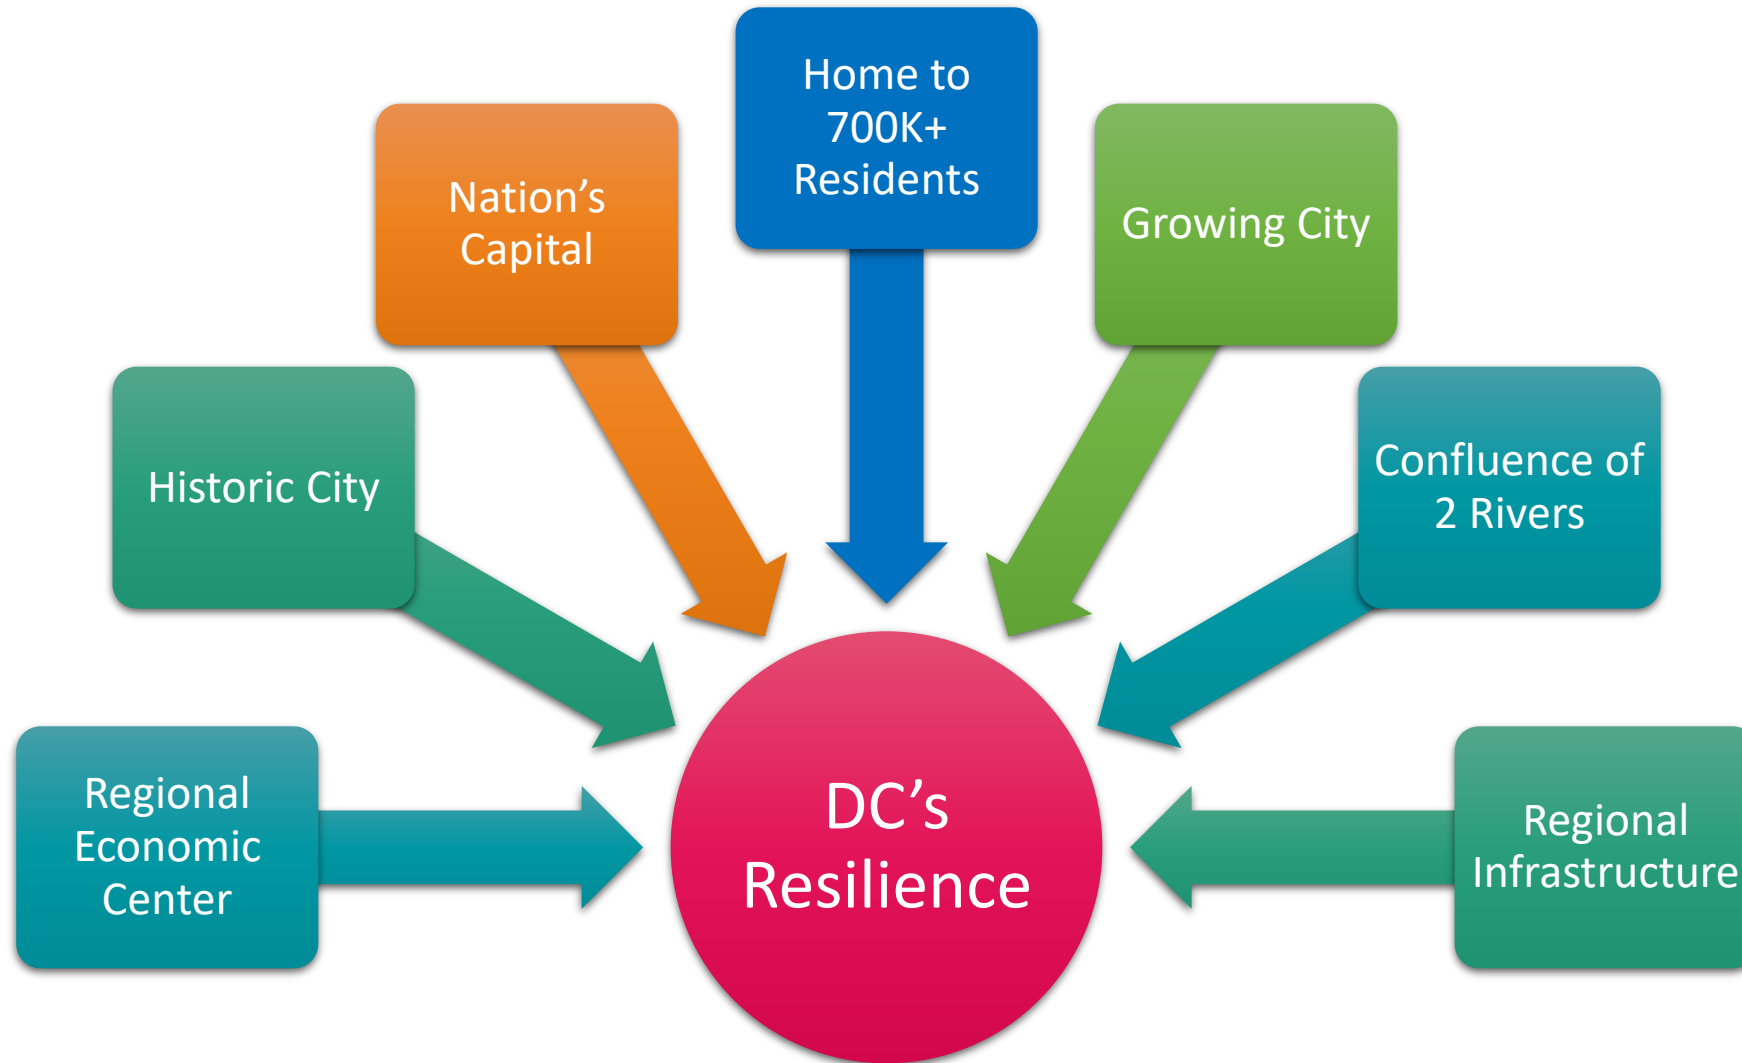 Home to
700K+
Residents
Nation’s
Capital
Growing City
Historic City
Confluence of
2 Rivers
Regional
Economic
Center
DC’s
Resilience
Regional
Infrastructure